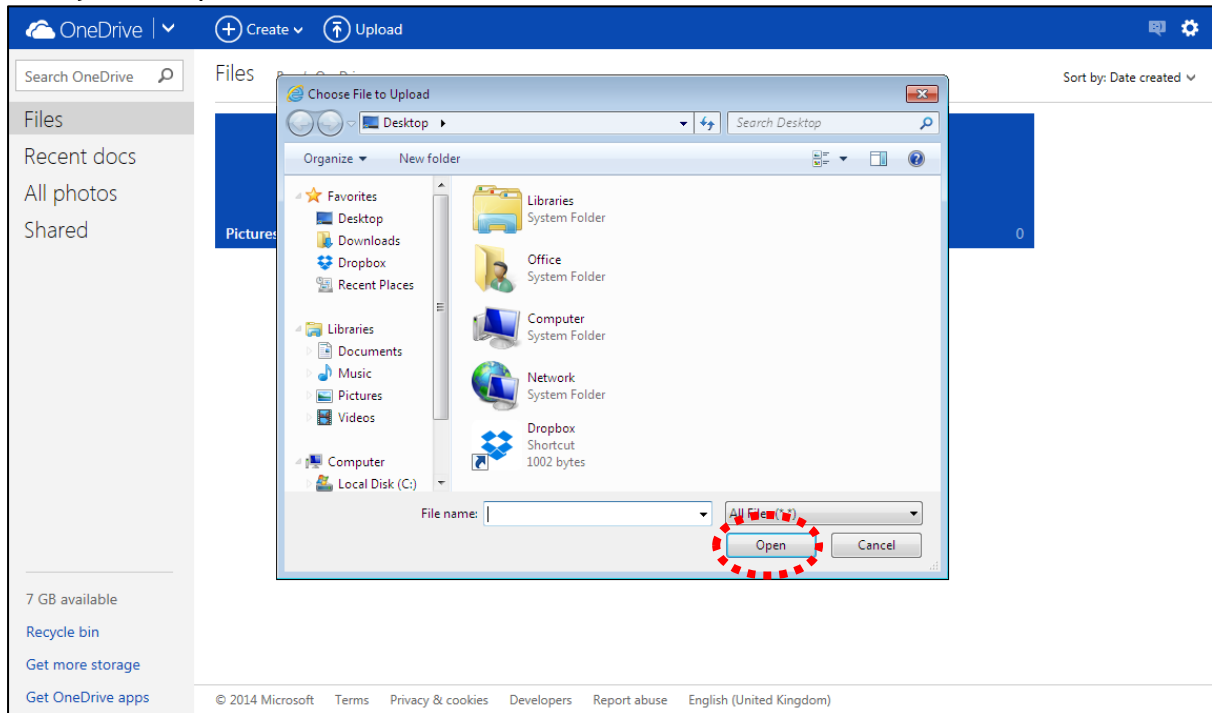 OneDrive
Create
Upload
Search OneDrive
Files
Recent docs
All photos
Shared
7 GB available
Recycle bin
Get more storage
Get OneDrive apps
Files
Sort by: Date created
Pictures
0
Choose File to Upload
Desktop
Search Desktop
Organize
New folder
Favorites
Desktop
Downloads
Dropbox
Recent Places
Libraries
Documents
Music
Pictures
Videos
Computer
Local Disk (C:)
Libraries
System Folder
Office
System Folder
Computer
System Folder
Network
System Folder
Dropbox
Shortcut
1002 bytes
File name:
All Files (*.*)
Open
Cancel
© 2014 Microsoft Terms Privacy & cookies Developers Report abuse English (United Kingdom)